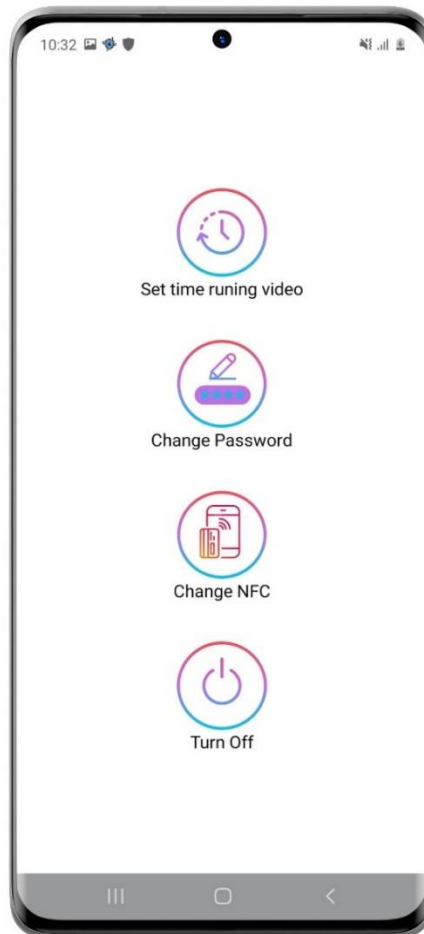 10:32
Set time runing video
Change Password
Change NFC
Turn Off